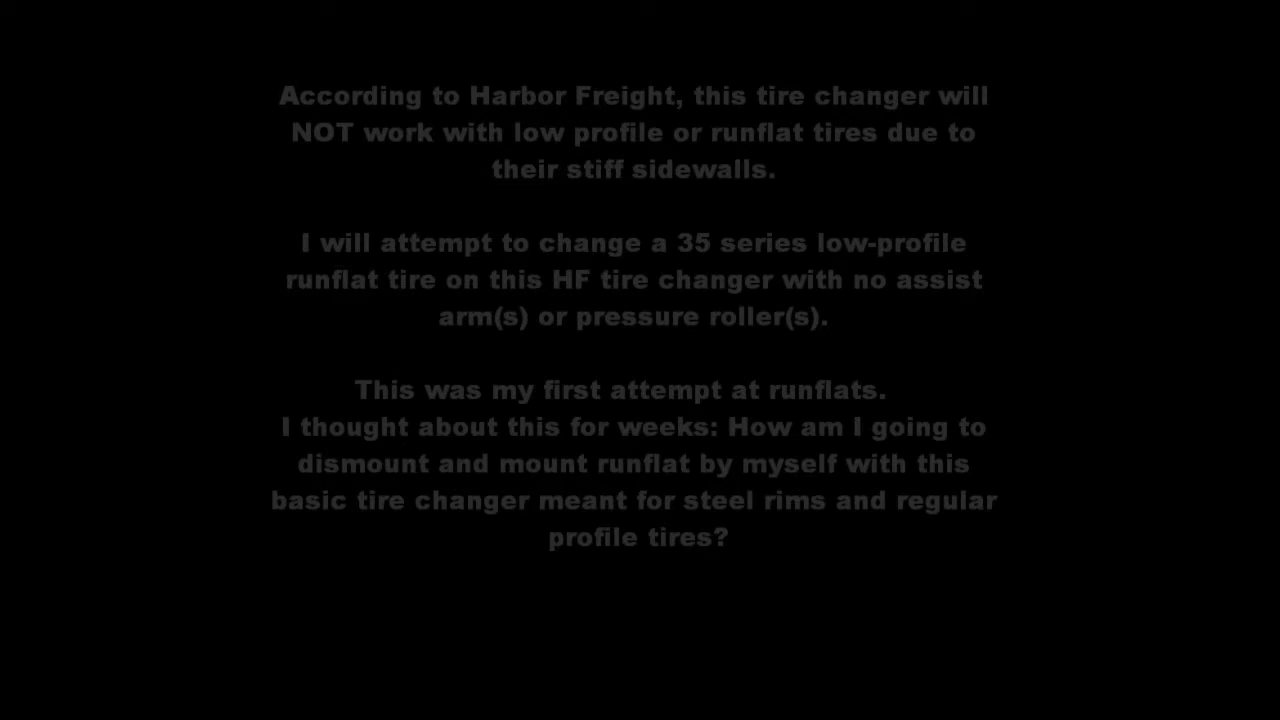 According to Harbor Freight, this tire changer will
NOT work with low profile or runflat tires due to
their stiff sidewalls.
I will attempt to change a 35 series low-profile
runflat tire on this HF tire changer with no assist
arm(s) or pressure roller(s).
This was my first attempt at runflats.
I thought about this for weeks: How am I going to
dismount and mount runflat by myself with this
basic tire changer meant for steel rims and regular
profile tires?